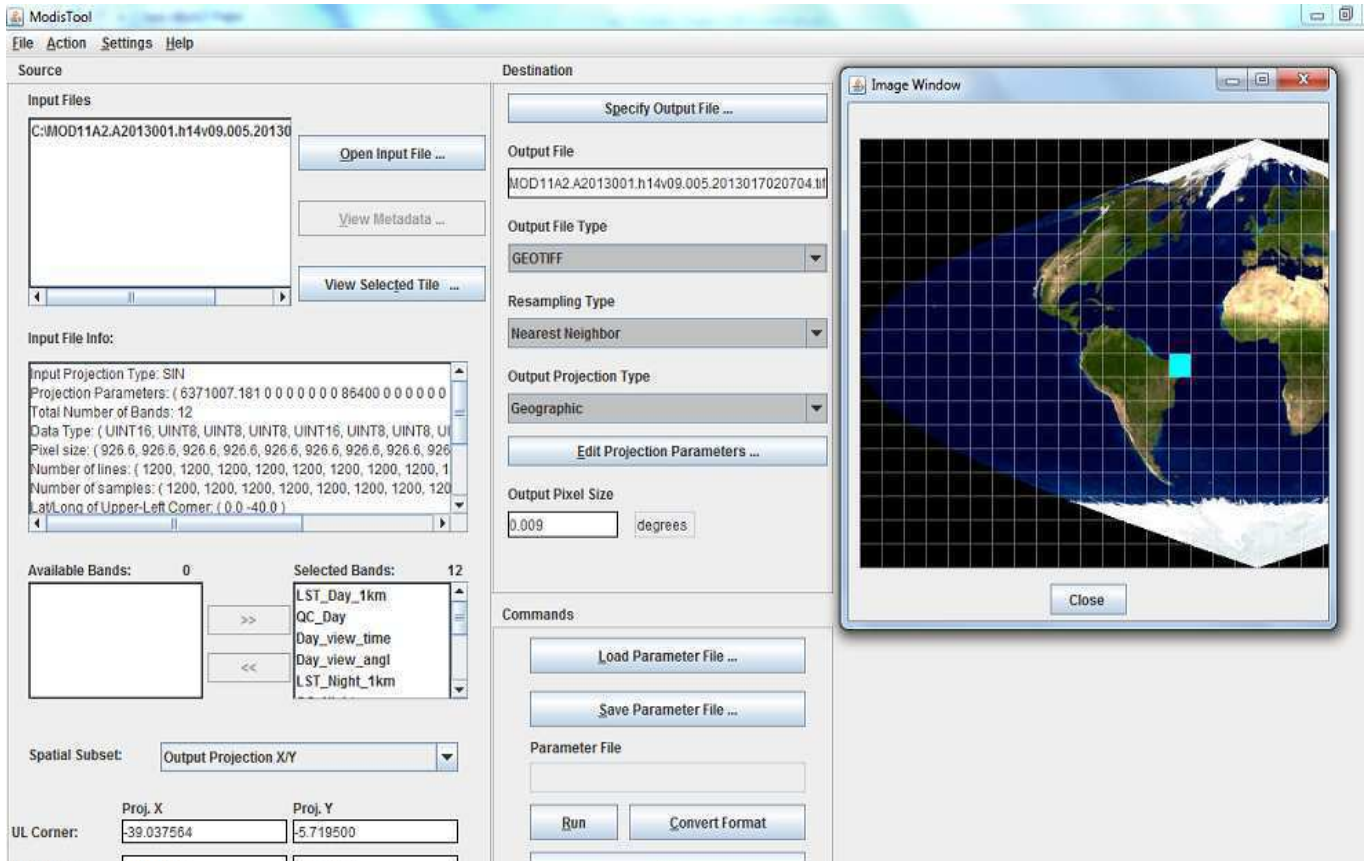 ModisTool
File Action Settings Help
Source
Input Files
C:\MOD11A2.A2013001.h14v09.005.20130
Open Input File ...
View Metadata ...
View Selected Tile ...
Input File Info:
Input Projection Type: SIN
Projection Parameters: ( 6371007.181 0 0 0 0 0 0 0 86400 0 0 0 0 0 0
Total Number of Bands: 12
Data Type: ( UINT16, UINT8, UINT8, UINT8, UINT16, UINT8, UINT8, UI
Pixel size: ( 926.6, 926.6, 926.6, 926.6, 926.6, 926.6, 926.6, 926.6, 926
Number of lines: ( 1200, 1200, 1200, 1200, 1200, 1200, 1200, 1200, 1
Number of samples: ( 1200, 1200, 1200, 1200, 1200, 1200, 1200, 120
Lat/Long of Upper-Left Corner: ( 0.0 -40.0 )
Available Bands: 0
Selected Bands: 12
>>
<<
LST_Day_1km
QC_Day
Day_view_time
Day_view_angl
LST_Night_1km
Spatial Subset:
Output Projection X/Y
Proj. X
Proj. Y
UL Corner:
-39.037564
-5.719500
Destination
Specify Output File ...
Output File
MOD11A2.A2013001.h14v09.005.2013017020704.tif
Output File Type
GEOTIFF
Resampling Type
Nearest Neighbor
Output Projection Type
Geographic
Edit Projection Parameters ...
Output Pixel Size
0.009
degrees
Commands
Load Parameter File ...
Save Parameter File ...
Parameter File
Run
Convert Format
Image Window
Close